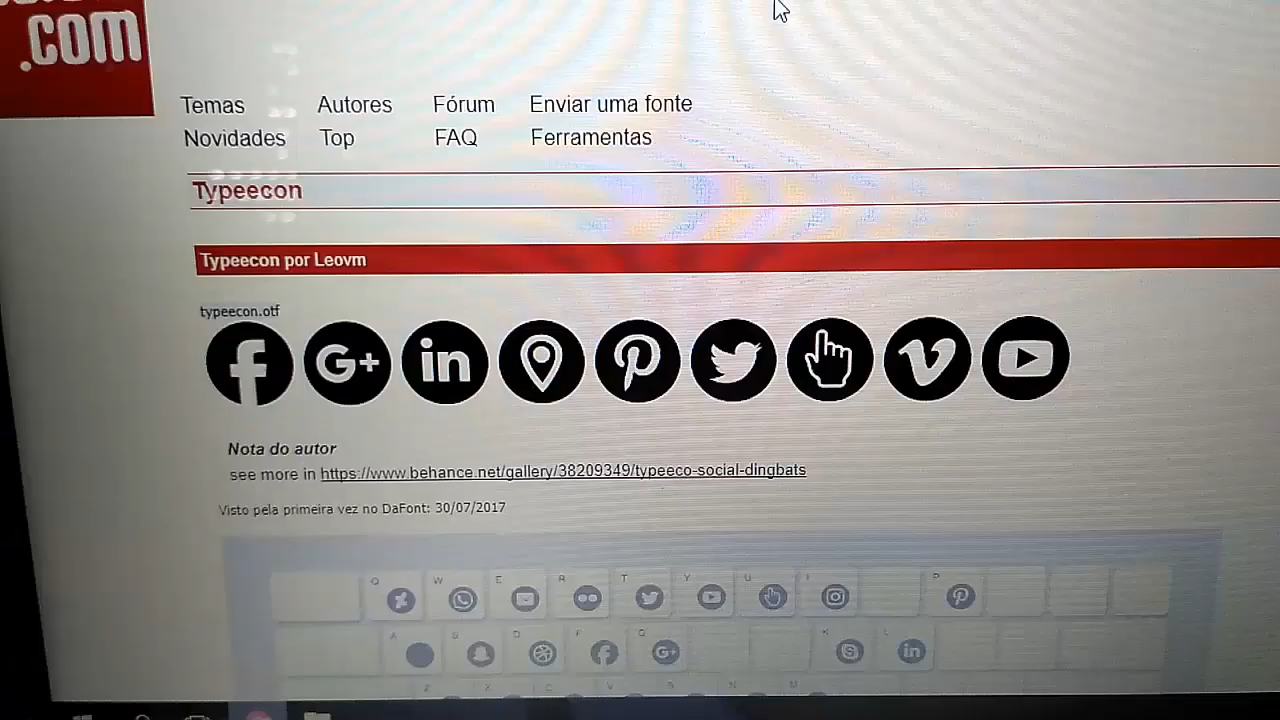 .com
Temas Autores Fórum Enviar uma fonte
Novidades Top FAQ Ferramentas
Typeecon
Typeecon por Leovm
typeecon.otf
f G+ in P V
Nota do autor
see more in https://www.behance.net/gallery/38209349/typeeco-social-dingbats
Visto pela primeira vez no DaFont: 30/07/2017
Q W E R T Y U I P
A S D F G K L
Z X C V B N M